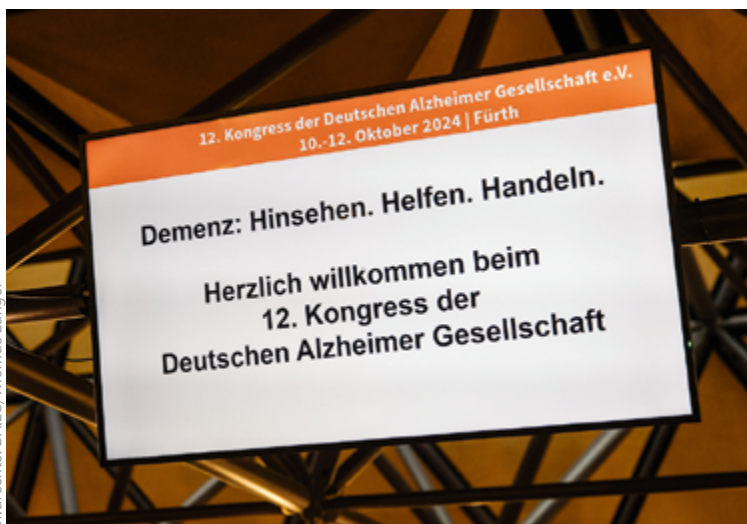 12. Kongress der Deutschen Alzheimer Gesellschaft e.V.
10.-12. Oktober 2024 | Fürth
Demenz: Hinsehen. Helfen. Handeln.
Herzlich willkommen beim
12. Kongress der
Deutschen Alzheimer Gesellschaft